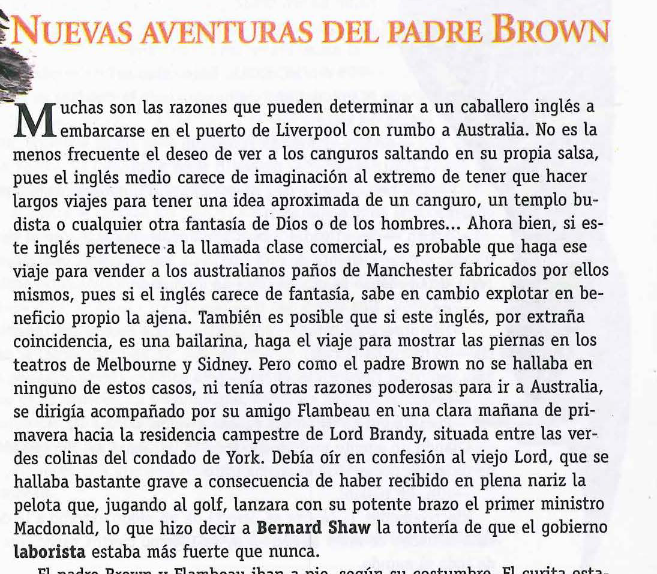 NUEVAS AVENTURAS DEL PADRE BROWN
Muchas son las razones que pueden determinar a un caballero inglés a
embarcarse en el puerto de Liverpool con rumbo a Australia. No es la
menos frecuente el deseo de ver a los canguros saltando en su propia salsa,
pues el inglés medio carece de imaginación al extremo de tener que hacer
largos viajes para tener una idea aproximada de un canguro, un templo bu-
dista o cualquier otra fantasía de Dios o de los hombres... Ahora bien, si es-
te inglés pertenece a la llamada clase comercial, es probable que haga ese
viaje para vender a los australianos paños de Manchester fabricados por ellos
mismos, pues si el inglés carece de fantasía, sabe en cambio explotar en be-
neficio propio la ajena. También es posible que si este inglés, por extraña
coincidencia, es una bailarina, haga el viaje para mostrar las piernas en los
teatros de Melbourne y Sidney. Pero como el padre Brown no se hallaba en
ninguno de estos casos, ni tenía otras razones poderosas para ir a Australia,
se dirigía acompañado por su amigo Flambeau en una clara mañana de pri-
mavera hacia la residencia campestre de Lord Brandy, situada entre las ver-
des colinas del condado de York. Debía oír en confesión al viejo Lord, que se
hallaba bastante grave a consecuencia de haber recibido en plena nariz la
pelota que, jugando al golf, lanzara con su potente brazo el primer ministro
Macdonald, lo que hizo decir a Bernard Shaw la tontería de que el gobierno
laborista estaba más fuerte que nunca.
El padre Brown y Flambeau iban a pie, según su costumbre. El curita esta-